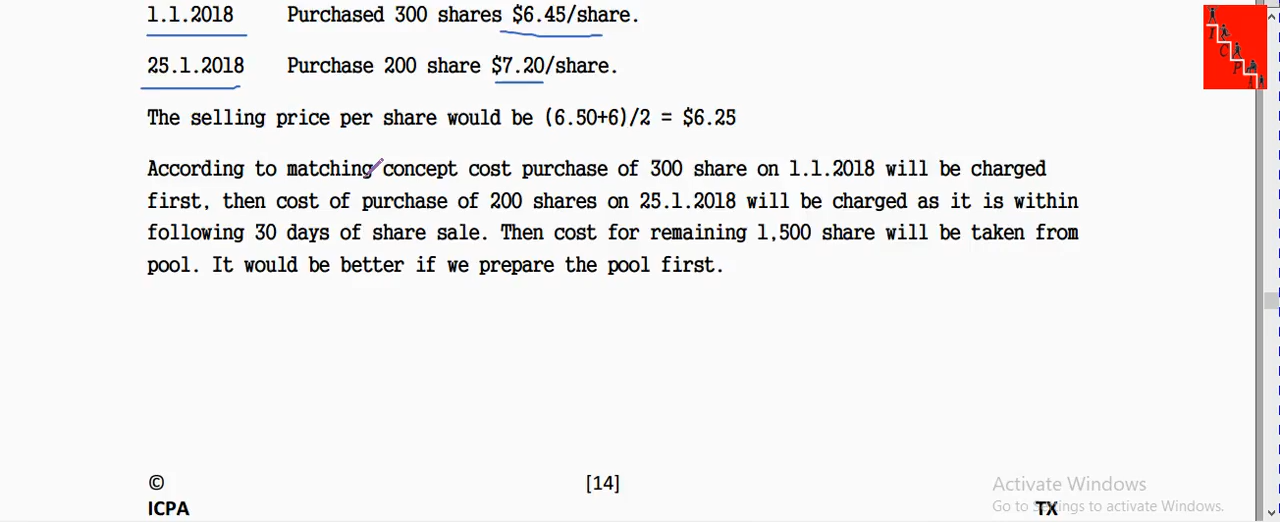 1.1.2018 Purchased 300 shares $6.45/share.
25.1.2018 Purchase 200 share $7.20/share.
The selling price per share would be (6.50+6)/2 = $6.25
According to matching concept cost purchase of 300 share on 1.1.2018 will be charged
first, then cost of purchase of 200 shares on 25.1.2018 will be charged as it is within
following 30 days of share sale. Then cost for remaining 1,500 share will be taken from
pool. It would be better if we prepare the pool first.
©
ICPA
[14]
TX
Activate Windows
Go to Settings to activate Windows.
I
C
P
A